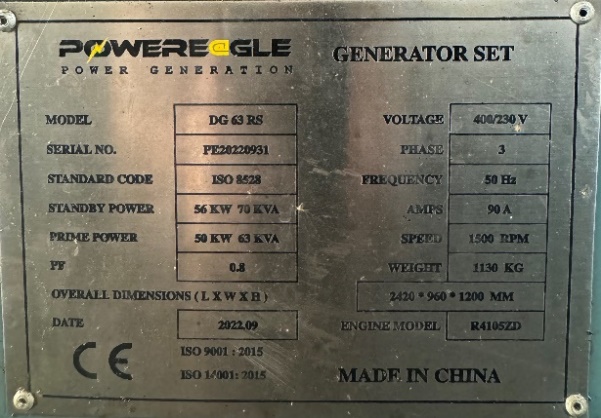 POWEREAGLE GENERATOR SET
POWER GENERATION
MODEL DG 63 RS VOLTAGE 400/230 V
SERIAL NO. PE20220931 PHASE 3
STANDARD CODE ISO 8528 FREQUENCY 50 Hz
STANDBY POWER 56 KW 70 KVA AMPS 90 A
PRIME POWER 50 KW 63 KVA SPEED 1500 RPM
PF 0.8 WEIGHT 1130 KG
OVERALL DIMENSIONS ( L X W X H ) 2420 * 960 * 1200 MM
DATE 2022.09 ENGINE MODEL R4105ZD
CE ISO 9001 : 2015
ISO 14001: 2015 MADE IN CHINA